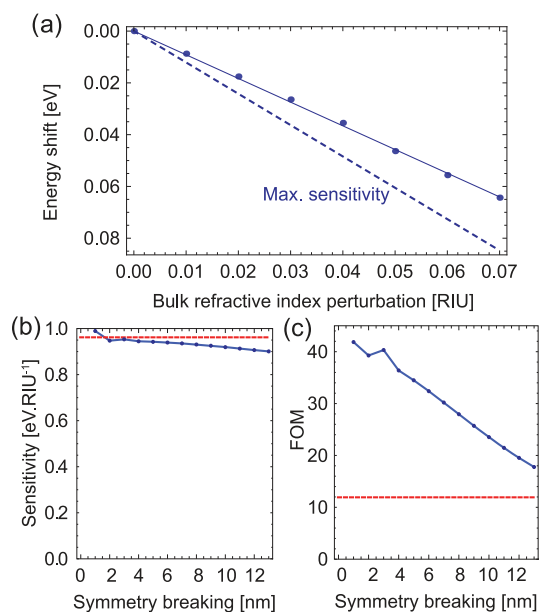 (a)
0.00
0.02
0.04
0.06
0.08
Energy shift [eV]
Max. sensitivity
0.00 0.01 0.02 0.03 0.04 0.05 0.06 0.07
Bulk refractive index perturbation [RIU]
(b)
1.0
0.8
0.6
0.4
0.2
0.0
Sensitivity [eV.RIU⁻¹]
0 2 4 6 8 10 12
Symmetry breaking [nm]
(c)
40
30
20
10
0
FOM
0 2 4 6 8 10 12
Symmetry breaking [nm]